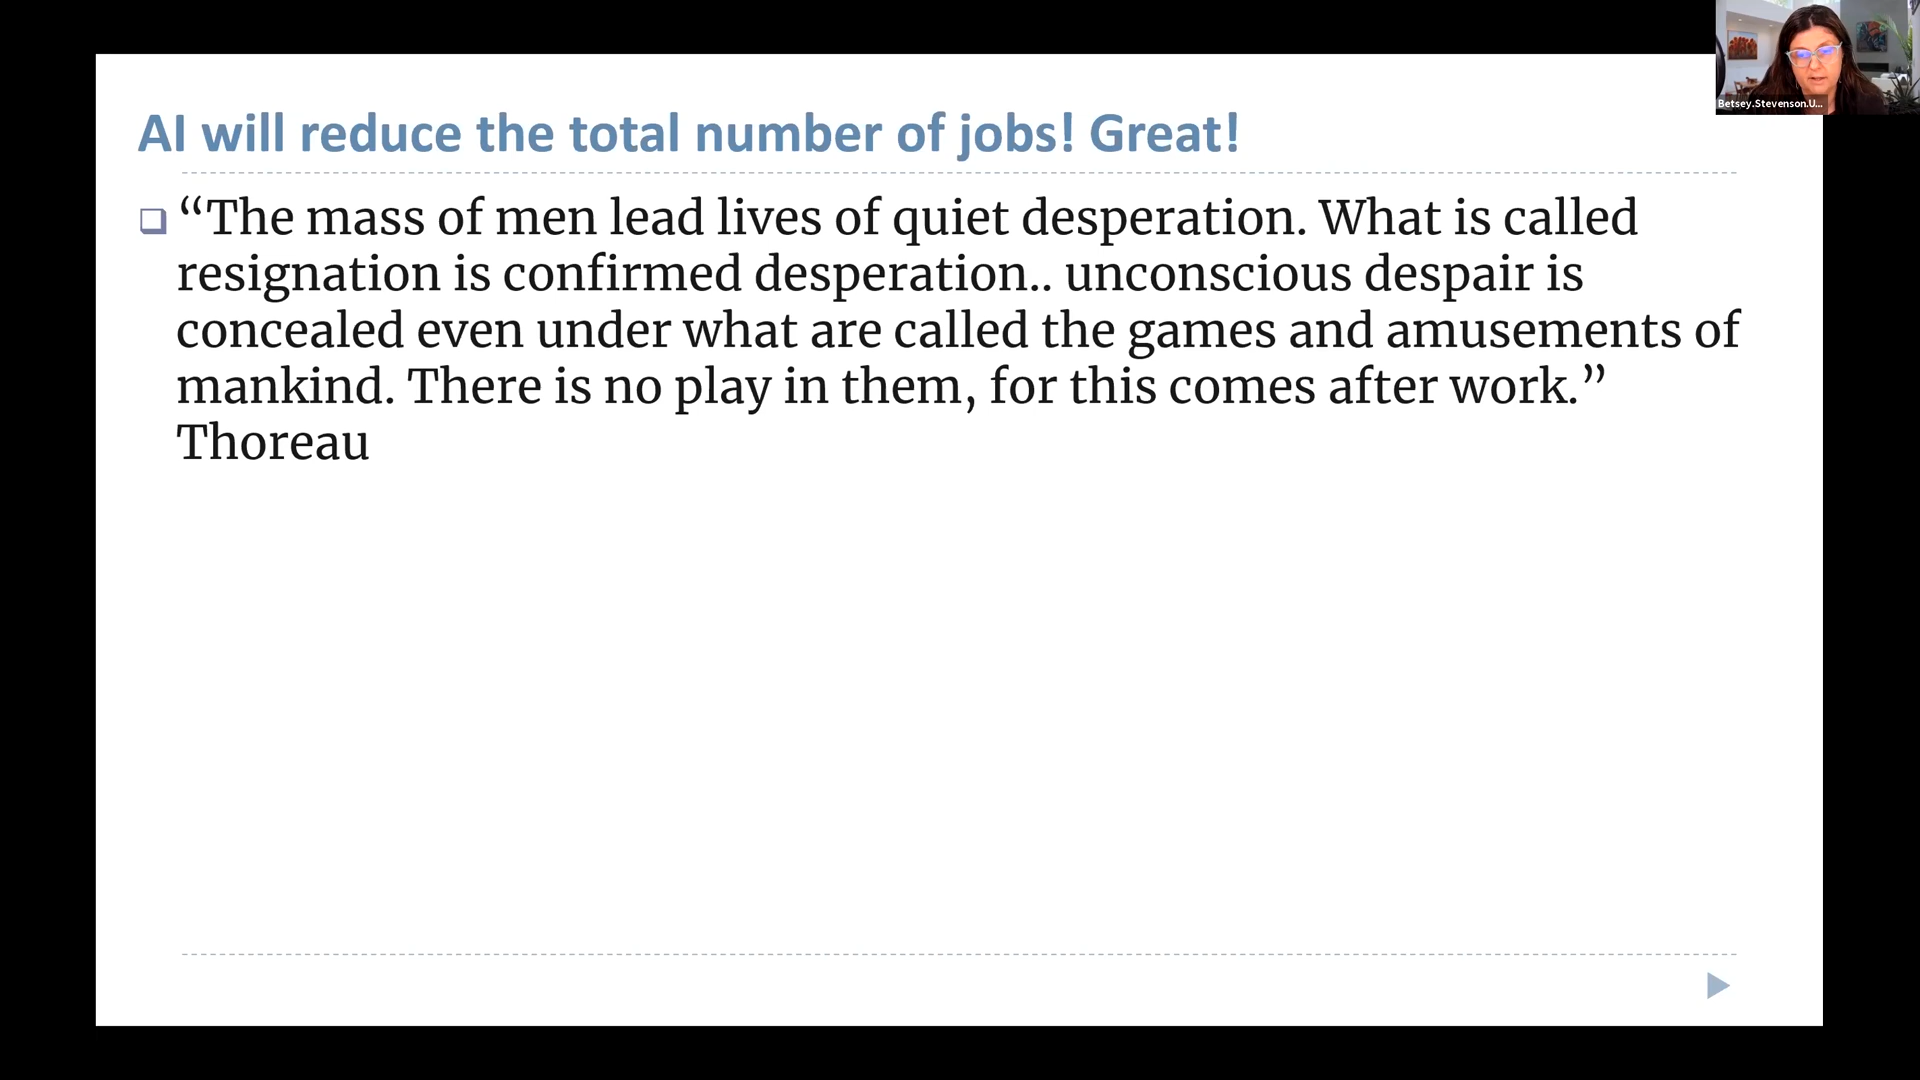 Betsey.Stevenson.U...
AI will reduce the total number of jobs! Great!
“The mass of men lead lives of quiet desperation. What is called
resignation is confirmed desperation.. unconscious despair is
concealed even under what are called the games and amusements of
mankind. There is no play in them, for this comes after work.”
Thoreau